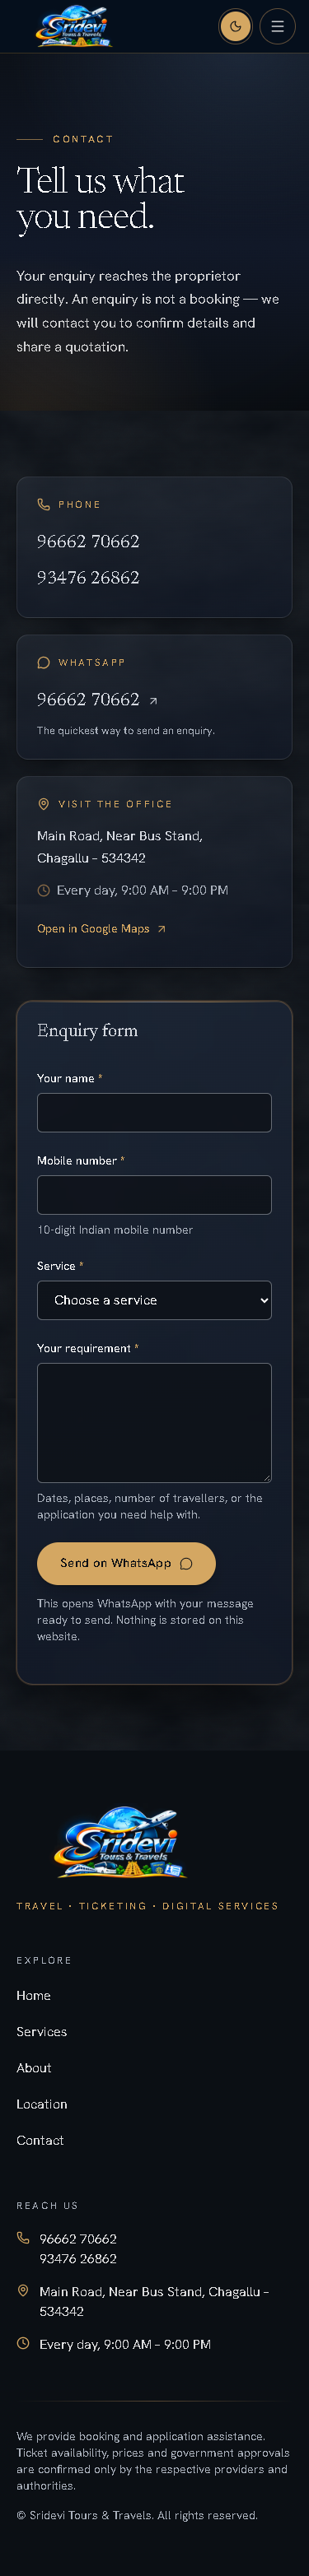 Sridevi
Tours & Travels
CONTACT
Tell us what
you need.
Your enquiry reaches the proprietor
directly. An enquiry is not a booking — we
will contact you to confirm details and
share a quotation.
PHONE
96662 70662
93476 26862
WHATSAPP
96662 70662
The quickest way to send an enquiry.
VISIT THE OFFICE
Main Road, Near Bus Stand,
Chagallu – 534342
Every day, 9:00 AM – 9:00 PM
Open in Google Maps
Enquiry form
Your name *
Mobile number *
10-digit Indian mobile number
Service *
Choose a service
Your requirement *
Dates, places, number of travellers, or the
application you need help with.
Send on WhatsApp
This opens WhatsApp with your message
ready to send. Nothing is stored on this
website.
Sridevi
Tours & Travels
TRAVEL • TICKETING • DIGITAL SERVICES
EXPLORE
Home
Services
About
Location
Contact
REACH US
96662 70662
93476 26862
Main Road, Near Bus Stand, Chagallu –
534342
Every day, 9:00 AM – 9:00 PM
We provide booking and application assistance.
Ticket availability, prices and government approvals
are confirmed only by the respective providers and
authorities.
© Sridevi Tours & Travels. All rights reserved.